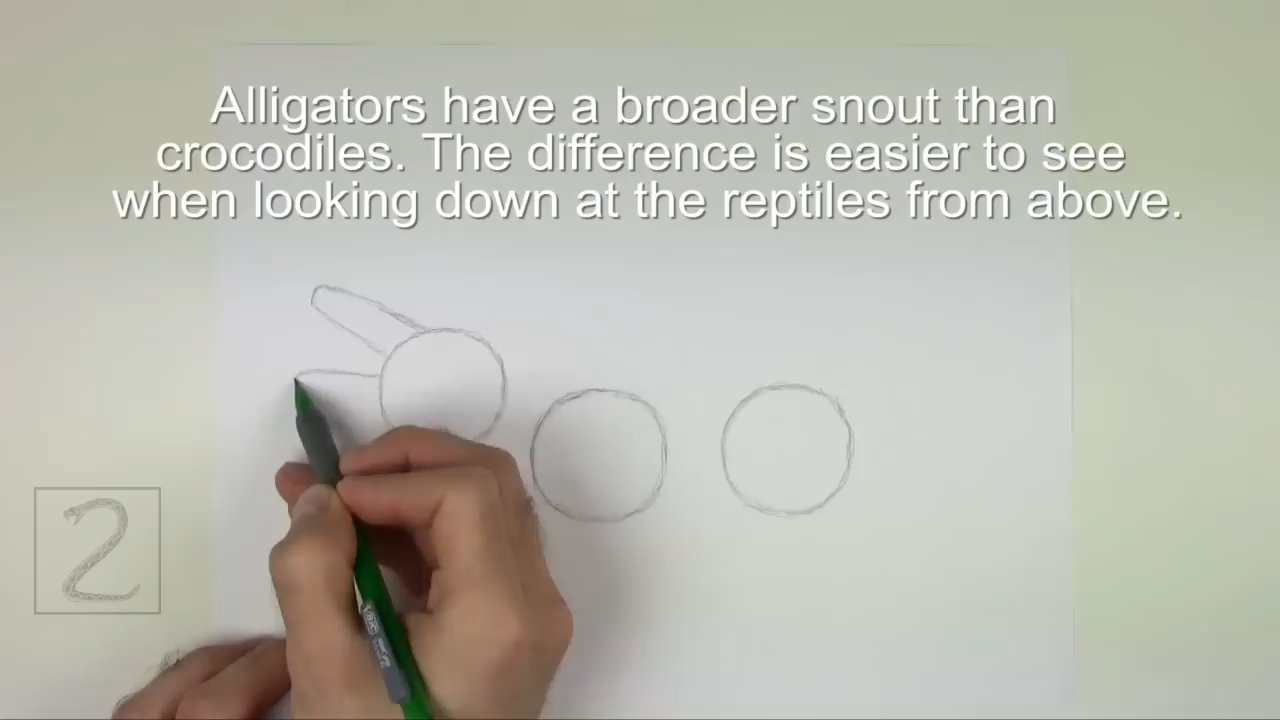 Alligators have a broader snout than
crocodiles. The difference is easier to see
when looking down at the reptiles from above.
2
BIC